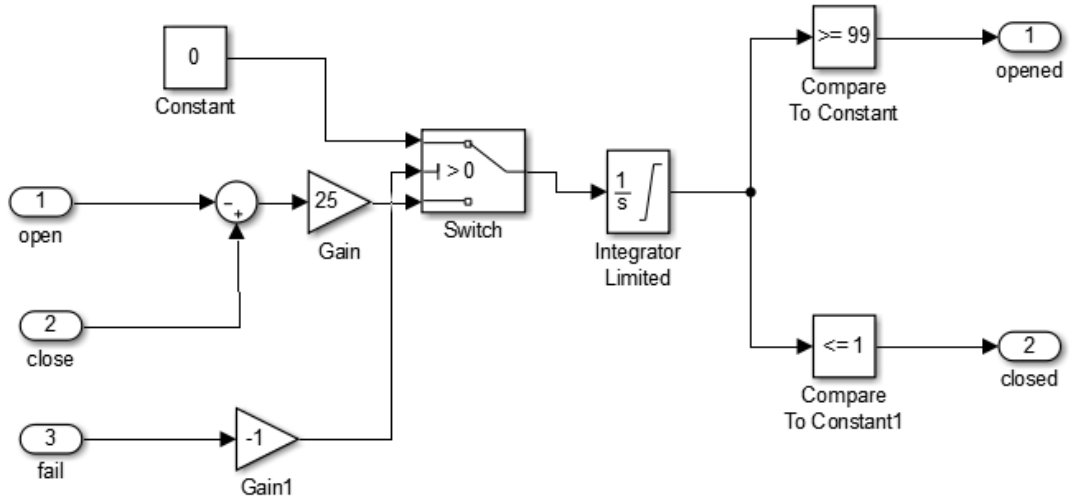 0
Constant
1
open
2
close
3
fail
-
+
25
Gain
-1
Gain1
> 0
Switch
1
s
Integrator
Limited
>= 99
Compare
To Constant
1
opened
<= 1
Compare
To Constant1
2
closed